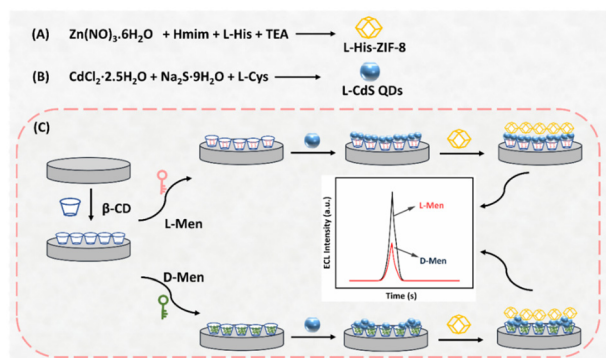 (A) Zn(NO)₃.6H₂O + Hmim + L-His + TEA
L-His-ZIF-8
(B) CdCl₂·2.5H₂O + Na₂S·9H₂O + L-Cys
L-CdS QDs
(C)
β-CD
L-Men
D-Men
ECL Intensity (a.u.)
L-Men
D-Men
Time (s)